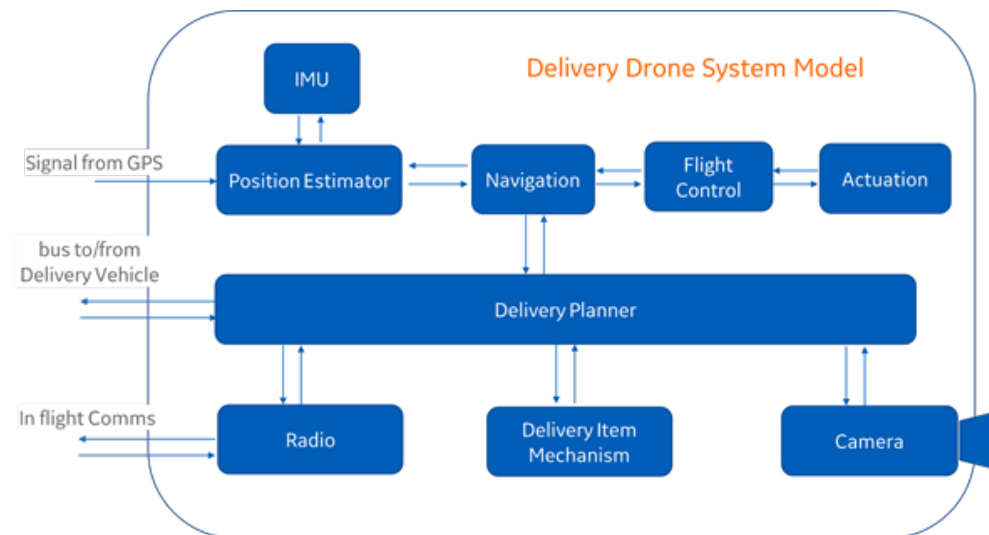 Delivery Drone System Model
IMU
Signal from GPS
Position Estimator
Navigation
Flight
Control
Actuation
bus to/from
Delivery Vehicle
Delivery Planner
In flight Comms
Radio
Delivery Item
Mechanism
Camera